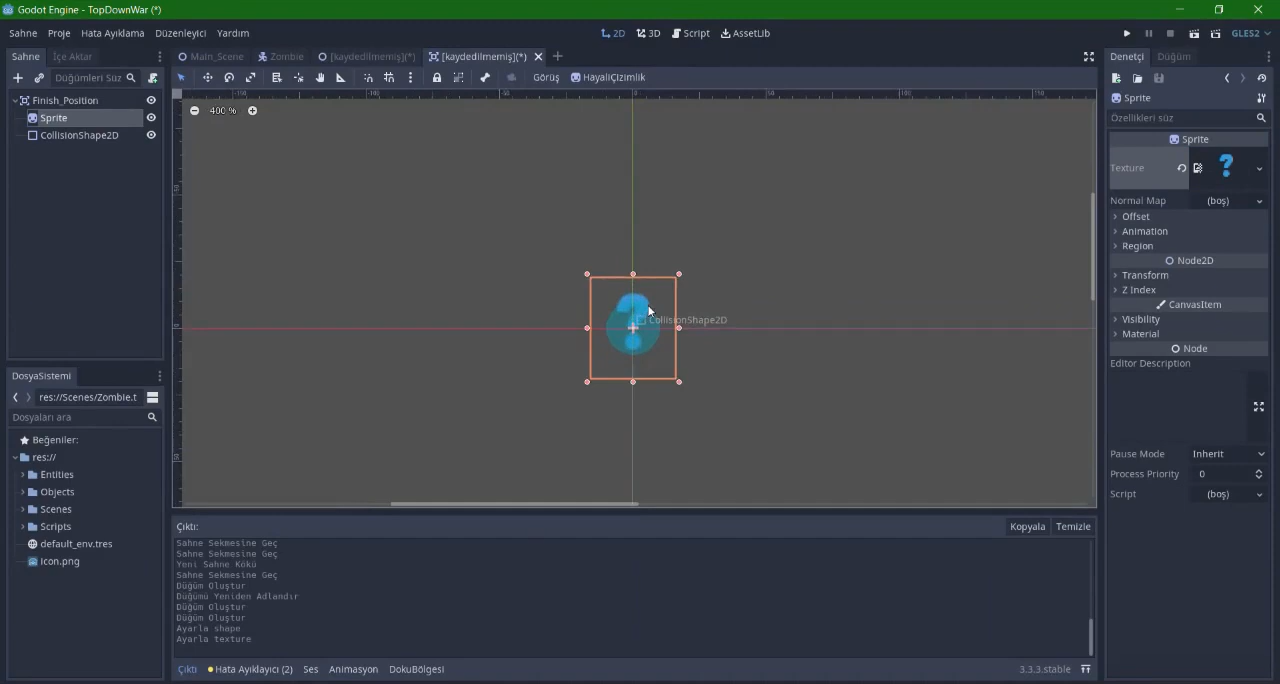 Godot Engine - TopDownWar (*)
Sahne Proje Hata Ayıklama Düzenleyici Yardım
2D 3D Script AssetLib
GLES2
Sahne İçe Aktar
Main_Scene Zombie [kaydedilmemiş](*) [kaydedilmemiş](*)
Denetçi Düğüm
Düğümleri Süz
Görüş HayaliÇizimlik
Finish_Position
Sprite
CollisionShape2D
400 %
CollisionShape2D
Sprite
Özellikleri süz
Sprite
Texture
Normal Map (boş)
Offset
Animation
Region
Node2D
Transform
Z Index
CanvasItem
Visibility
Material
Node
Editor Description
Pause Mode Inherit
Process Priority 0
Script (boş)
DosyaSistemi
res://Scenes/Zombie.t
Dosyaları ara
Beğeniler:
res://
Entities
Objects
Scenes
Scripts
default_env.tres
icon.png
Çıktı:
Kopyala Temizle
Sahne Sekmesine Geç
Sahne Sekmesine Geç
Yeni Sahne Kökü
Sahne Sekmesine Geç
Düğüm Oluştur
Düğümü Yeniden Adlandır
Düğüm Oluştur
Düğüm Oluştur
Ayarla shape
Ayarla texture
Çıktı Hata Ayıklayıcı (2) Ses Animasyon DokuBölgesi
3.3.3.stable